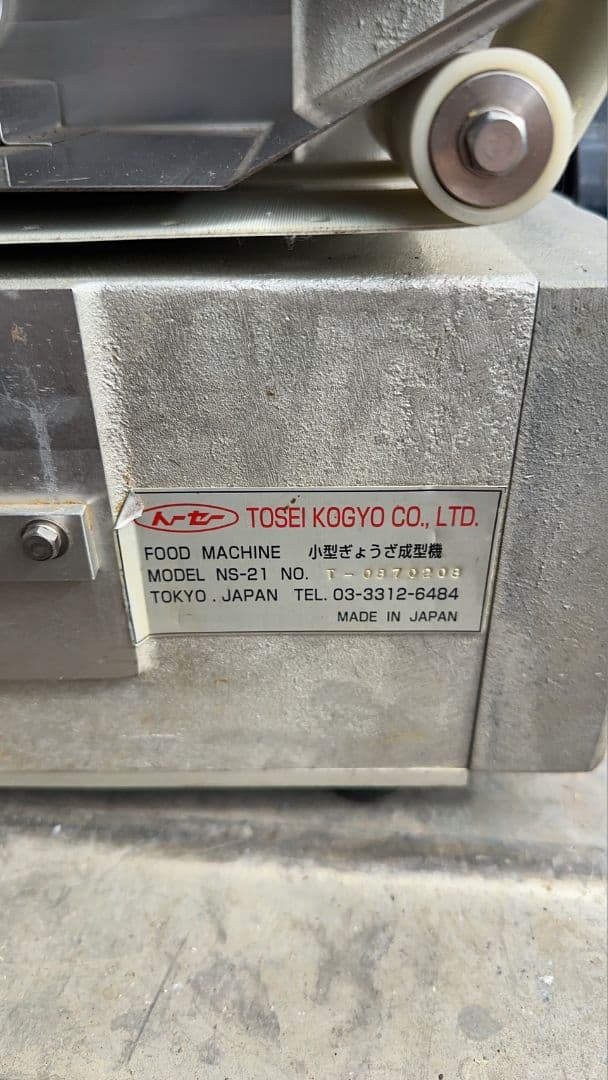 トーセー TOSEI KOGYO CO., LTD.
FOOD MACHINE 小型ぎょうざ成型機
MODEL NS-21 NO. T-0870208
TOKYO . JAPAN TEL. 03-3312-6484
MADE IN JAPAN